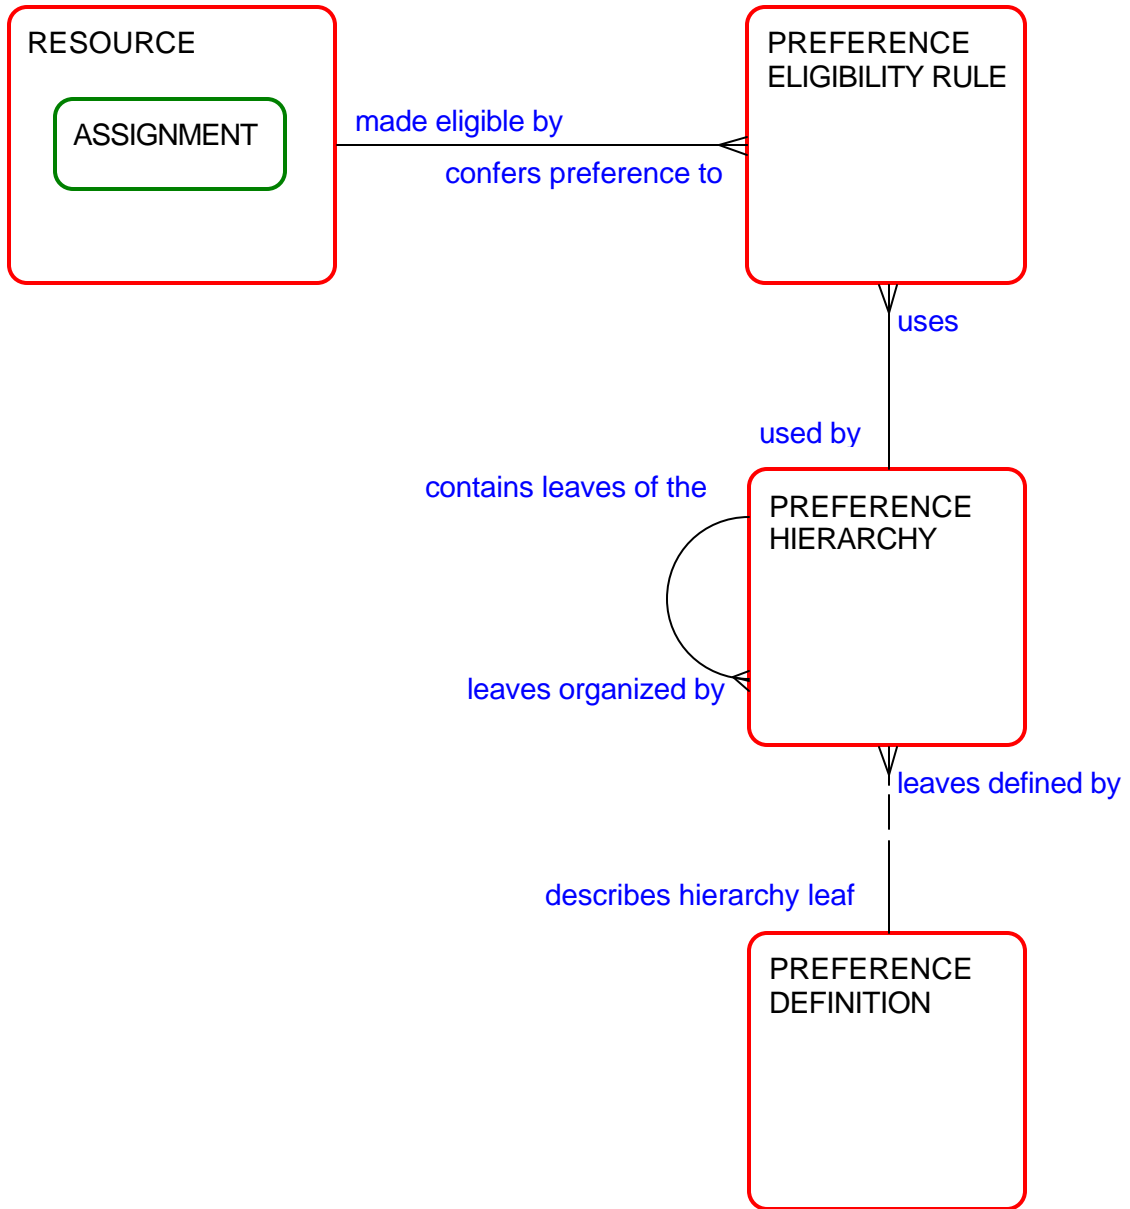 RESOURCE
ASSIGNMENT
made eligible by
confers preference to
PREFERENCE
ELIGIBILITY RULE
uses
used by
contains leaves of the
PREFERENCE
HIERARCHY
leaves organized by
leaves defined by
describes hierarchy leaf
PREFERENCE
DEFINITION